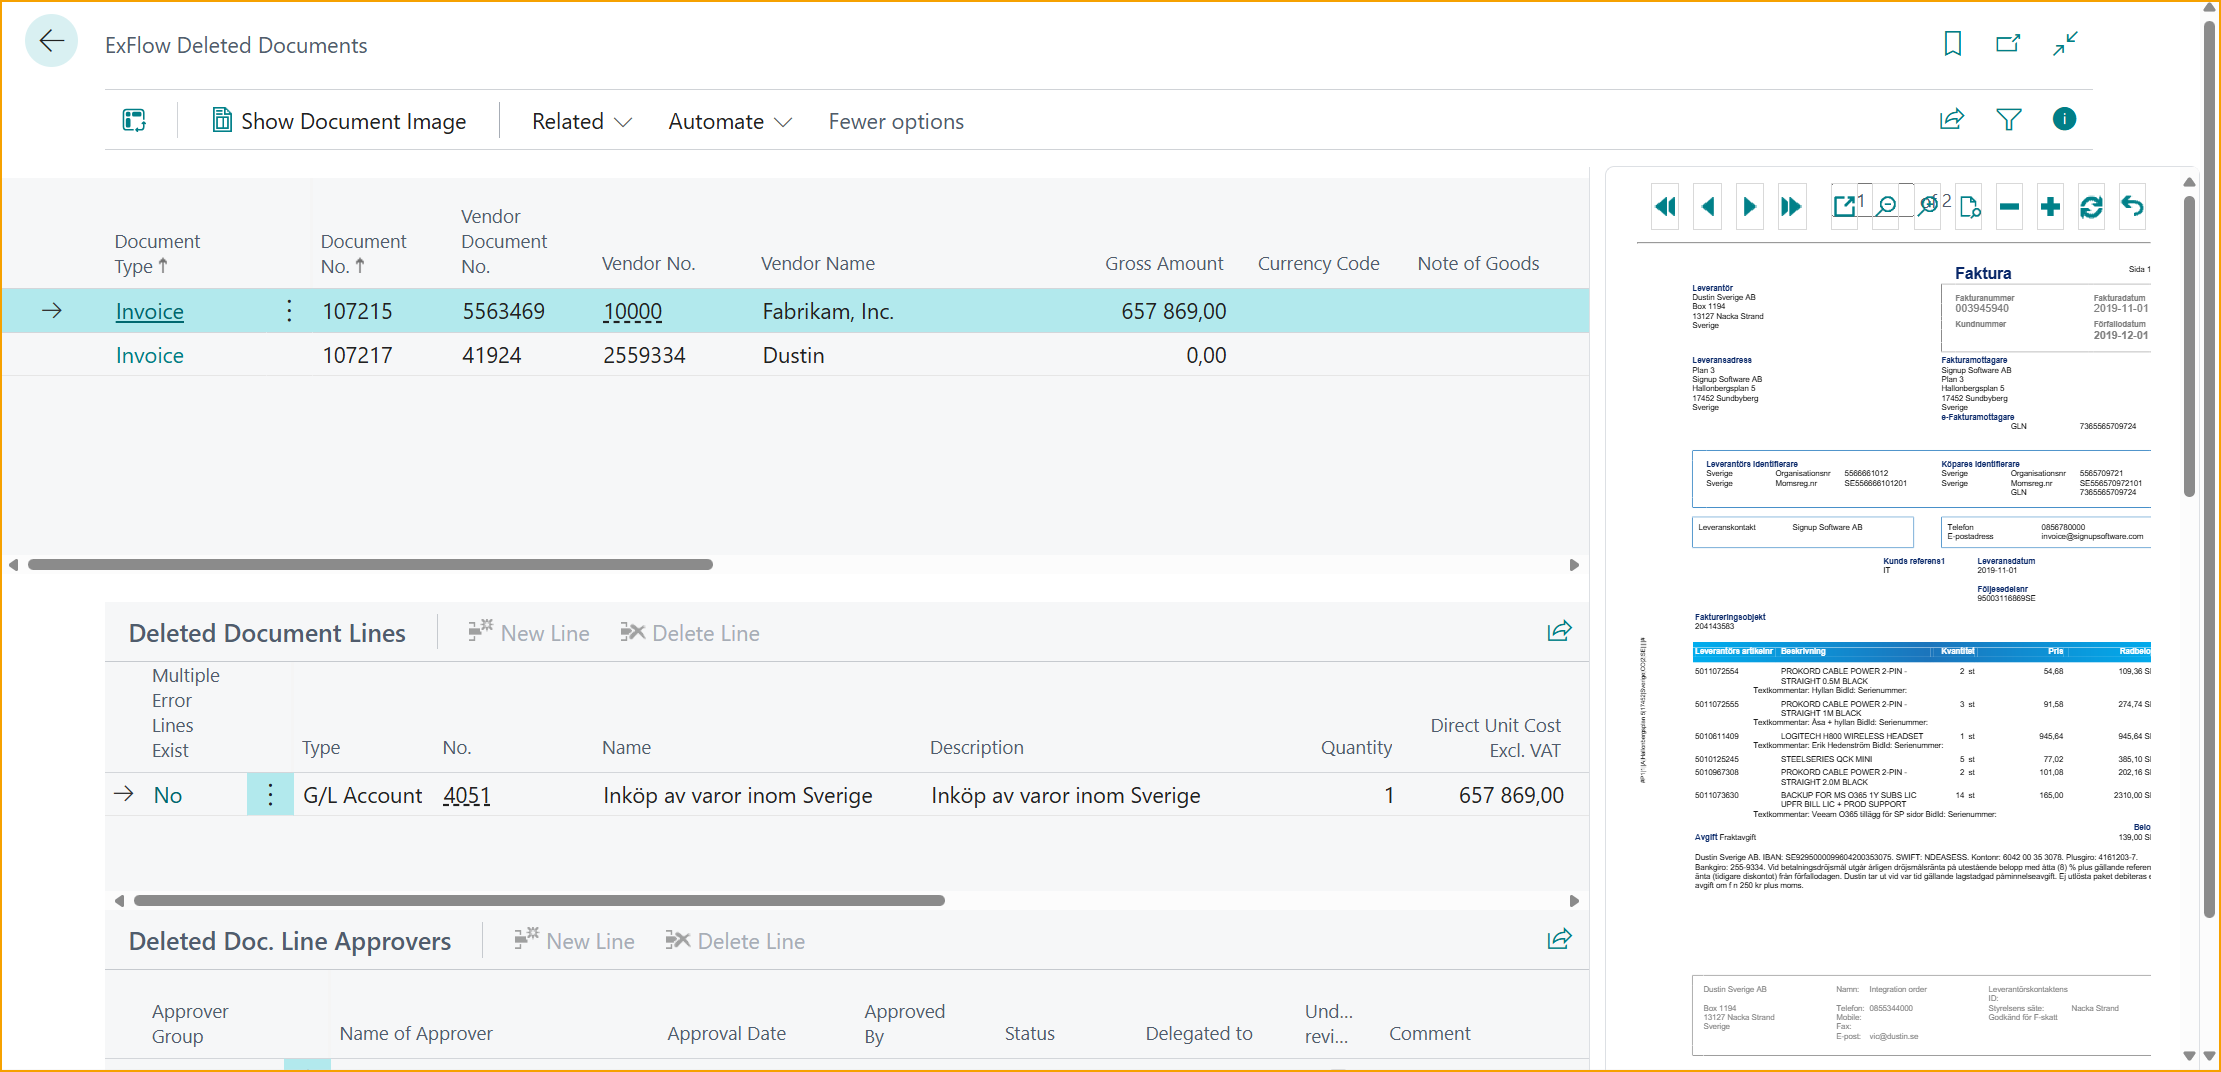 ExFlow Deleted Documents
Show Document Image
Related
Automate
Fewer options
Document Type ↑
Document No. ↑
Vendor Document No.
Vendor No.
Vendor Name
Gross Amount
Currency Code
Note of Goods
Invoice 107215 5563469 10000 Fabrikam, Inc. 657 869,00
Invoice 107217 41924 2559334 Dustin 0,00
Deleted Document Lines
New Line
Delete Line
Multiple Error Lines Exist
Type
No.
Name
Description
Quantity
Direct Unit Cost Excl. VAT
No G/L Account 4051 Inköp av varor inom Sverige Inköp av varor inom Sverige 1 657 869,00
Deleted Doc. Line Approvers
New Line
Delete Line
Approver Group
Name of Approver
Approval Date
Approved By
Status
Delegated to
Und... revi...
Comment
1 of 2
Faktura
Sida 1
Leverantör
Dustin Sverige AB
Box 1194
13127 Nacka Strand
Sverige
Fakturanummer
003945940
Fakturadatum
2019-11-01
Kundnummer
Förfallodatum
2019-12-01
Leveransadress
Plan 3
Signup Software AB
Hallonbergsplan 5
17452 Sundbyberg
Sverige
Fakturamottagare
Signup Software AB
Plan 3
Hallonbergsplan 5
17452 Sundbyberg
Sverige
e-Fakturamottagare
GLN 7365565709724
Leverantörs identifierare
Sverige Organisationsnr 5566661012
Sverige Momsreg.nr SE556666101201
Köpares identifierare
Sverige Organisationsnr 5565709721
Sverige Momsreg.nr SE556570972101
GLN 7365565709724
Leveranskontakt Signup Software AB
Telefon 0856780000
E-postadress invoice@signupsoftware.com
Kunds referens1
IT
Leveransdatum
2019-11-01
Följesedelsnr
95003116869SE
Faktureringsobjekt
204143583
Leverantörs artikelnr Beskrivning Kvantitet Pris Radbelo
5011072554 PROKORD CABLE POWER 2-PIN - 2 st 54,68 109,36 S
STRAIGHT 0.5M BLACK
Textkommentar: Hyllan BidId: Serienummer:
5011072555 PROKORD CABLE POWER 2-PIN - 3 st 91,58 274,74 S
STRAIGHT 1M BLACK
Textkommentar: Åsa + hyllan BidId: Serienummer:
5010611409 LOGITECH H800 WIRELESS HEADSET 1 st 945,64 945,64 S
Textkommentar: Erik Hedenström BidId: Serienummer:
5010125245 STEELSERIES QCK MINI 5 st 77,02 385,10 S
5010967308 PROKORD CABLE POWER 2-PIN - 2 st 101,08 202,16 S
STRAIGHT 2.0M BLACK
5011073630 BACKUP FOR MS O365 1Y SUBS LIC 14 st 165,00 2310,00 S
UPFR BILL LIC + PROD SUPPORT
Textkommentar: Veeam O365 tillägg för SP sidor BidId: Serienummer:
Belo
Avgift Fraktavgift 139,00 S
Dustin Sverige AB. IBAN: SE9295000099604200353075. SWIFT: NDEASESS. Kontonr: 6042 00 35 3078. Plusgiro: 4161203-7.
Bankgiro: 255-9334. Vid betalningsdröjsmål utgår årligen dröjsmålsränta på utestående belopp med åtta (8) % plus gällande referen
änta (tidigare diskontot) från förfallodagen. Dustin tar ut vid var tid gällande lagstadgad påminnelseavgift. Ej utlösta paket debiteras e
avgift om f n 250 kr plus moms.
Dustin Sverige AB
Box 1194
13127 Nacka Strand
Sverige
Namn: Integration order
Telefon: 0855344000
Mobile:
Fax:
E-post: vic@dustin.se
Leverantörskontaktens
ID:
Styrelsens säte: Nacka Strand
Godkänd för F-skatt